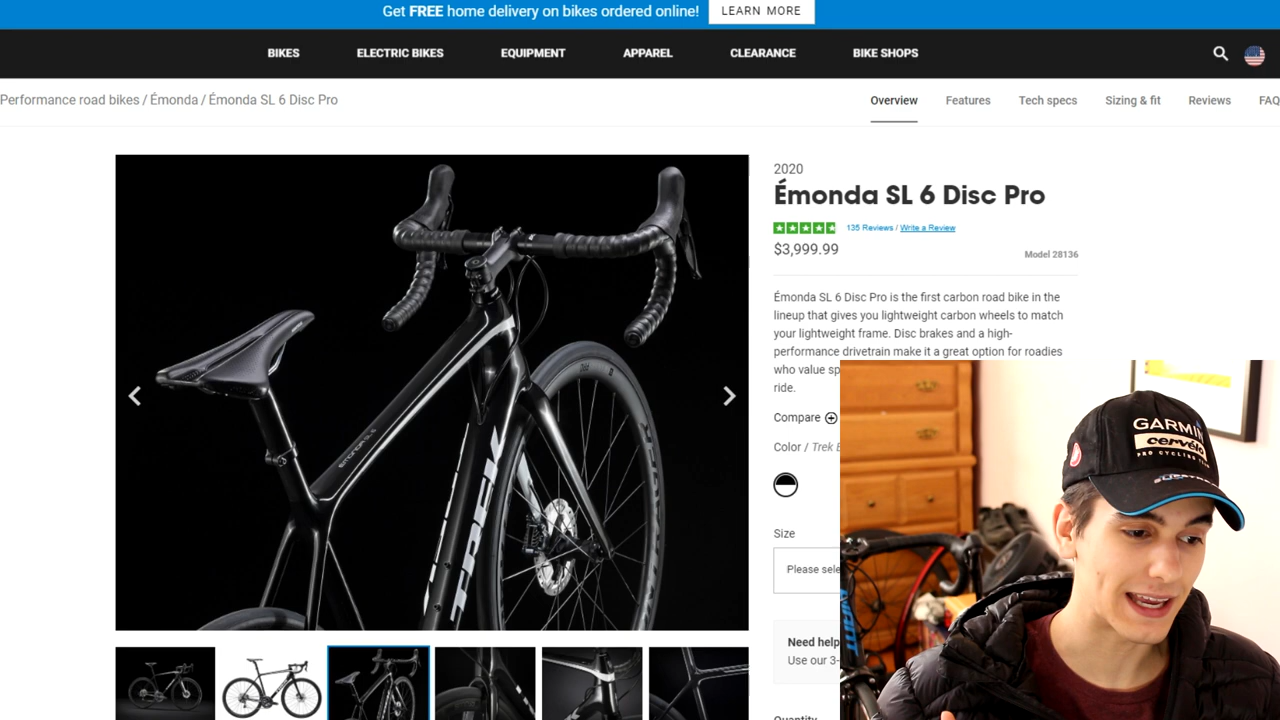 Get FREE home delivery on bikes ordered online! LEARN MORE
BIKES ELECTRIC BIKES EQUIPMENT APPAREL CLEARANCE BIKE SHOPS
Performance road bikes / Émonda / Émonda SL 6 Disc Pro
Overview Features Tech specs Sizing & fit Reviews FAQ
2020
Émonda SL 6 Disc Pro
135 Reviews / Write a Review
$3,999.99
Model 28136
Émonda SL 6 Disc Pro is the first carbon road bike in the
lineup that gives you lightweight carbon wheels to match
your lightweight frame. Disc brakes and a high-
performance drivetrain make it a great option for roadies
who value sp
ride.
Compare
Color / Trek
Size
Please sele
Need help
Use our 3-
Quantity
TREK
GARMIN
cervélo
PRO CYCLING TEAM